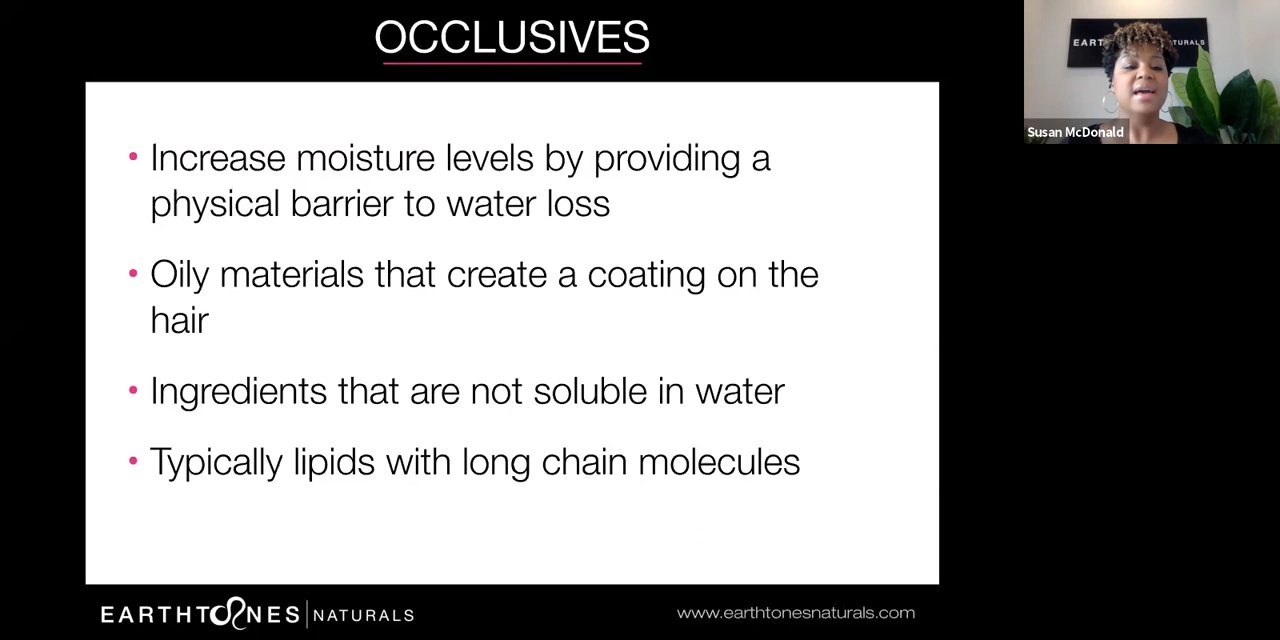 OCCLUSIVES
• Increase moisture levels by providing a
physical barrier to water loss
• Oily materials that create a coating on the
hair
• Ingredients that are not soluble in water
• Typically lipids with long chain molecules
EARTHTONES | NATURALS
www.earthtonesnaturals.com
Susan McDonald